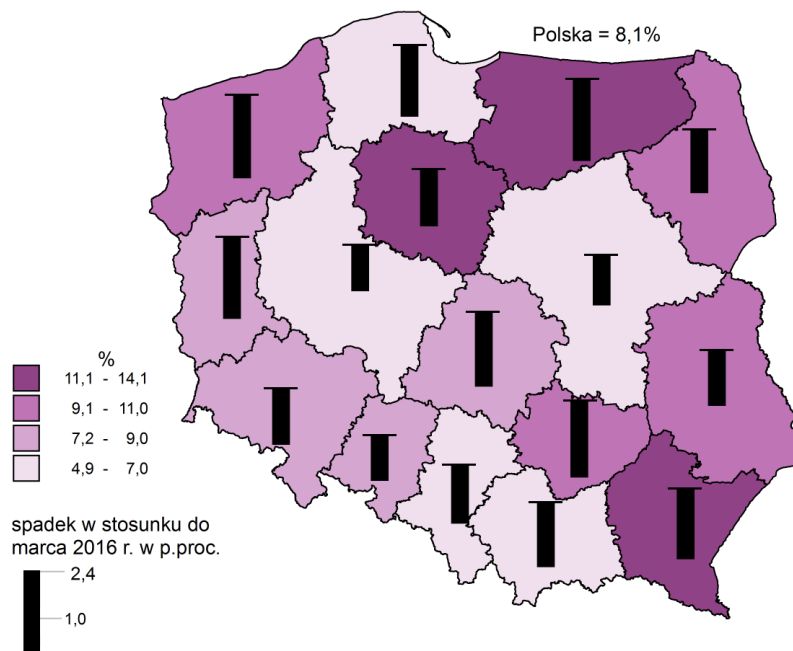 Polska = 8,1%
%
11,1 - 14,1
9,1 - 11,0
7,2 - 9,0
4,9 - 7,0
spadek w stosunku do
marca 2016 r. w p.proc.
2,4
1,0